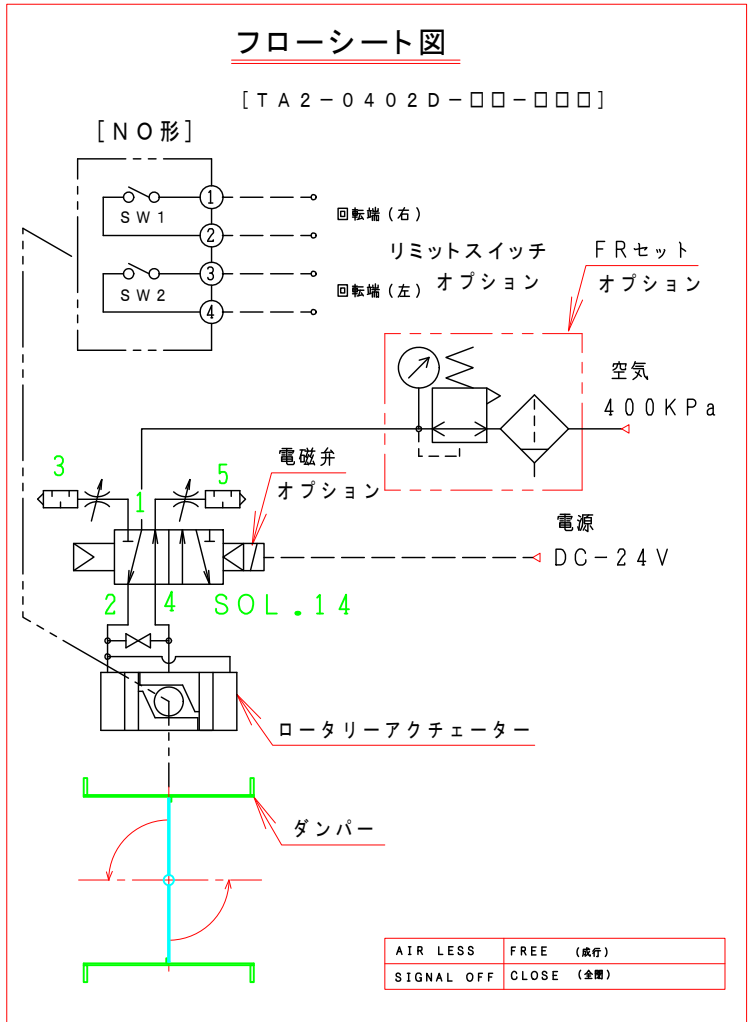 フローシート図
[TA2-0402D-□□-□□□]
[NO形]
1
SW1
2
回転端(右)
3
SW2
4
回転端(左)
リミットスイッチ
オプション
FRセット
オプション
空気
400KPa
電磁弁
オプション
3
1
5
電源
DC-24V
2
4
SOL.14
ロータリーアクチェーター
ダンパー
AIR LESS FREE (成行)
SIGNAL OFF CLOSE (全閉)